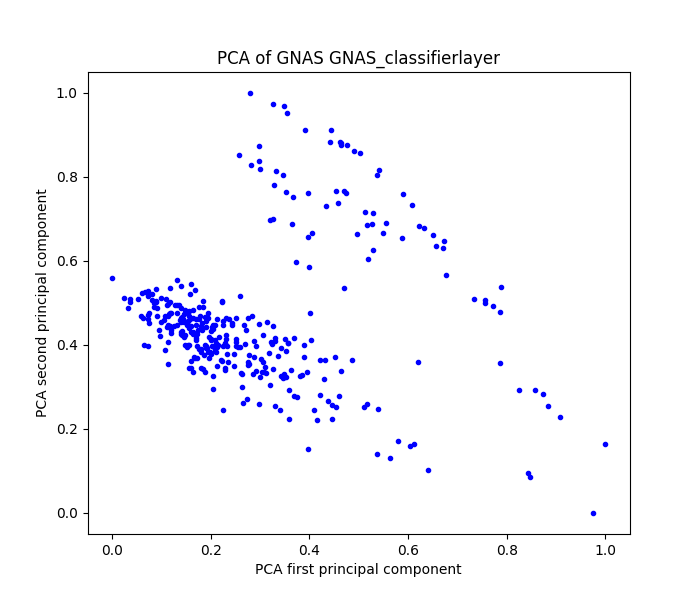 PCA of GNAS GNAS_classifierlayer
1.0
0.8
0.6
0.4
0.2
0.0
PCA second principal component
0.0 0.2 0.4 0.6 0.8 1.0
PCA first principal component